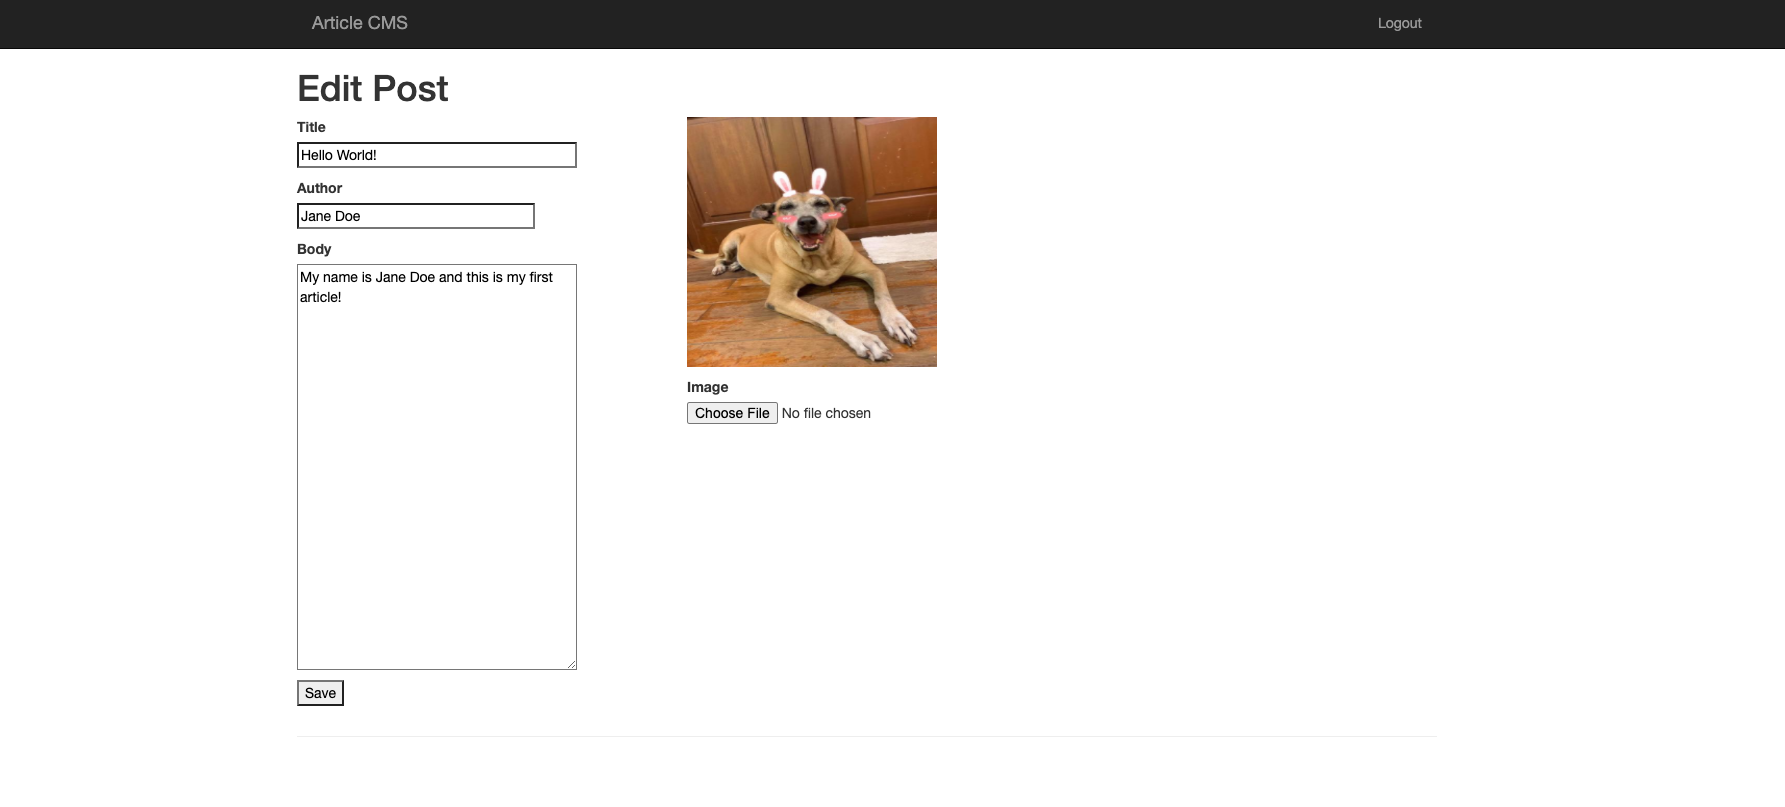 Article CMS
Logout
Edit Post
Title
Hello World!
Author
Jane Doe
Body
My name is Jane Doe and this is my first
article!
Save
Image
Choose File No file chosen